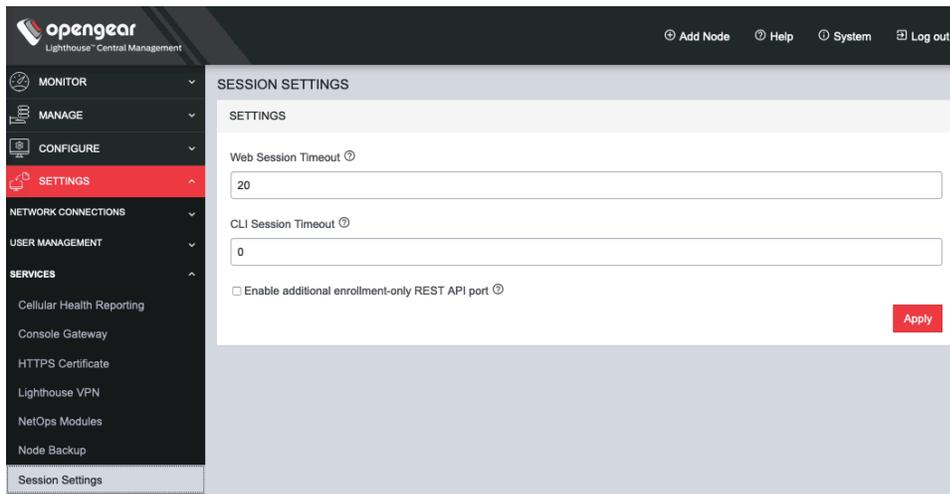 opengear
Lighthouse™ Central Management
Add Node
Help
System
Log out
MONITOR
MANAGE
CONFIGURE
SETTINGS
NETWORK CONNECTIONS
USER MANAGEMENT
SERVICES
Cellular Health Reporting
Console Gateway
HTTPS Certificate
Lighthouse VPN
NetOps Modules
Node Backup
Session Settings
SESSION SETTINGS
SETTINGS
Web Session Timeout
20
CLI Session Timeout
0
Enable additional enrollment-only REST API port
Apply